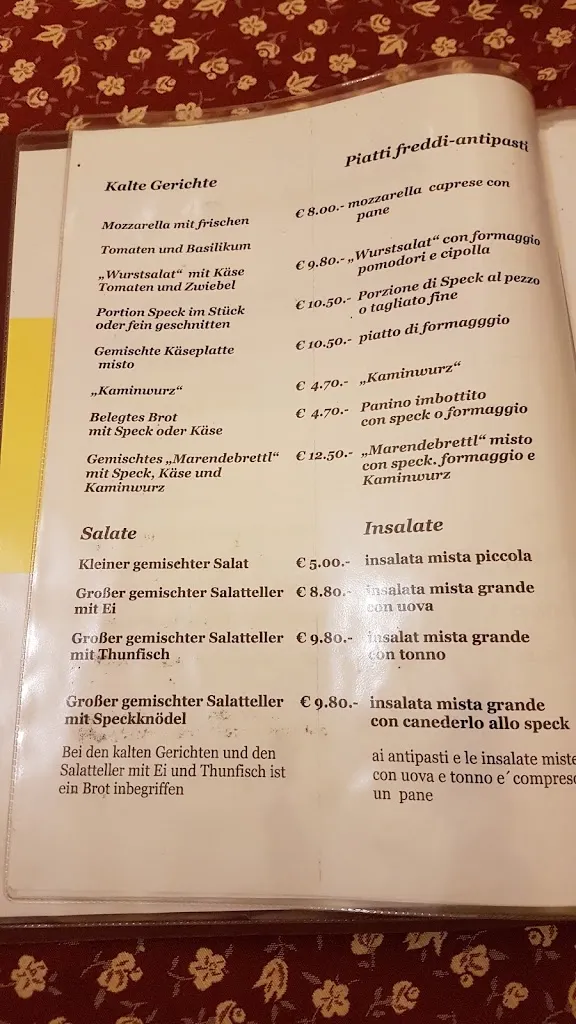 Kalte Gerichte
Piatti freddi-antipasti
Mozzarella mit frischen
Tomaten und Basilikum
€ 8.00.- mozzarella caprese con
pane
„Wurstsalat“ mit Käse
Tomaten und Zwiebel
€ 9.80.- „Wurstsalat“ con formaggio
pomodori e cipolla
Portion Speck im Stück
oder fein geschnitten
€ 10.50.- Porzione di Speck al pezzo
o tagliato fine
Gemischte Käseplatte
misto
€ 10.50.- piatto di formagggio
„Kaminwurz“
€ 4.70.- „Kaminwurz“
Belegtes Brot
mit Speck oder Käse
€ 4.70.- Panino imbottito
con speck o formaggio
Gemischtes „Marendebrettl“
mit Speck, Käse und
Kaminwurz
€ 12.50.- „Marendebrettl“ misto
con speck. formaggio e
Kaminwurz
Salate
Insalate
Kleiner gemischter Salat
€ 5.00.- insalata mista piccola
Großer gemischter Salatteller
mit Ei
€ 8.80.- insalata mista grande
con uova
Großer gemischter Salatteller
mit Thunfisch
€ 9.80.- insalat mista grande
con tonno
Großer gemischter Salatteller
mit Speckknödel
€ 9.80.- insalata mista grande
con canederlo allo speck
Bei den kalten Gerichten und den
Salatteller mit Ei und Thunfisch ist
ein Brot inbegriffen
ai antipasti e le insalate miste
con uova e tonno e´ compreso
un pane